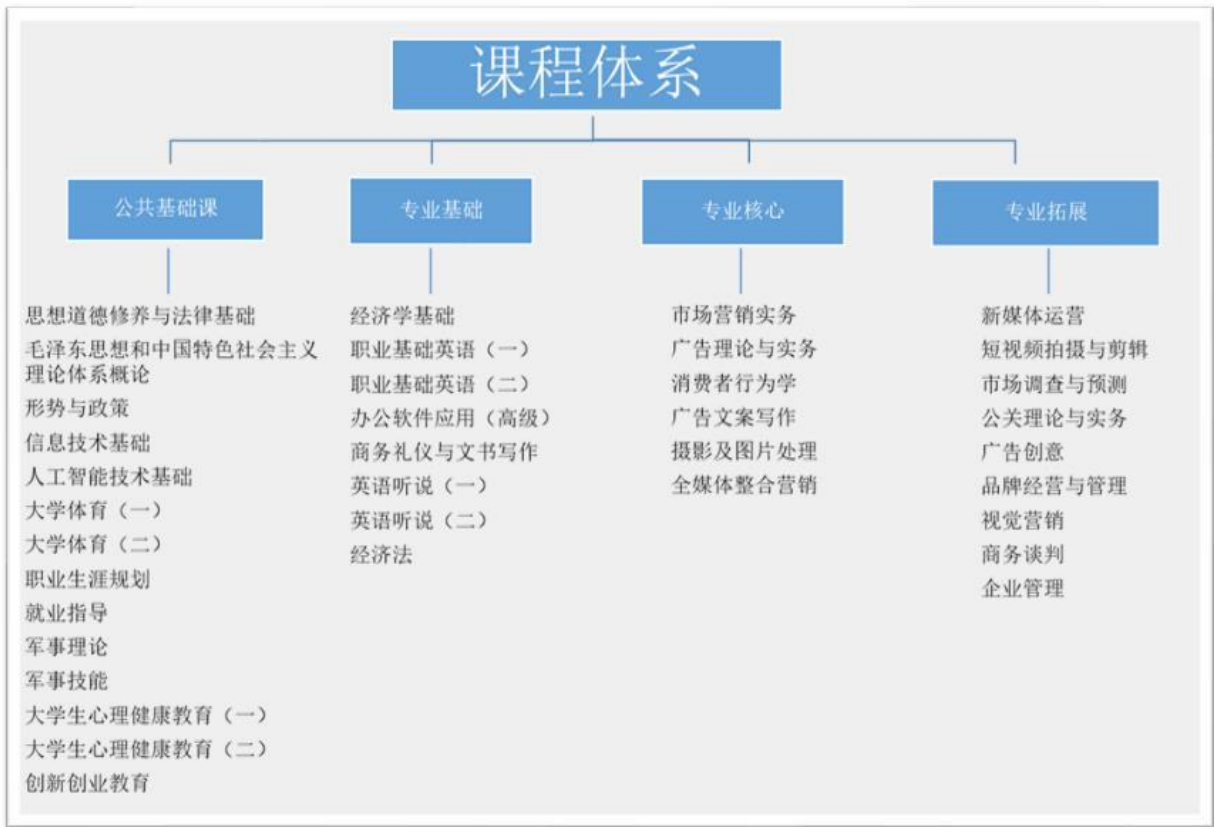 课程体系
公共基础课
专业基础
专业核心
专业拓展
思想道德修养与法律基础
毛泽东思想和中国特色社会主义
理论体系概论
形势与政策
信息技术基础
人工智能技术基础
大学体育（一）
大学体育（二）
职业生涯规划
就业指导
军事理论
军事技能
大学生心理健康教育（一）
大学生心理健康教育（二）
创新创业教育
经济学基础
职业基础英语（一）
职业基础英语（二）
办公软件应用（高级）
商务礼仪与文书写作
英语听说（一）
英语听说（二）
经济法
市场营销实务
广告理论与实务
消费者行为学
广告文案写作
摄影及图片处理
全媒体整合营销
新媒体运营
短视频拍摄与剪辑
市场调查与预测
公关理论与实务
广告创意
品牌经营与管理
视觉营销
商务谈判
企业管理